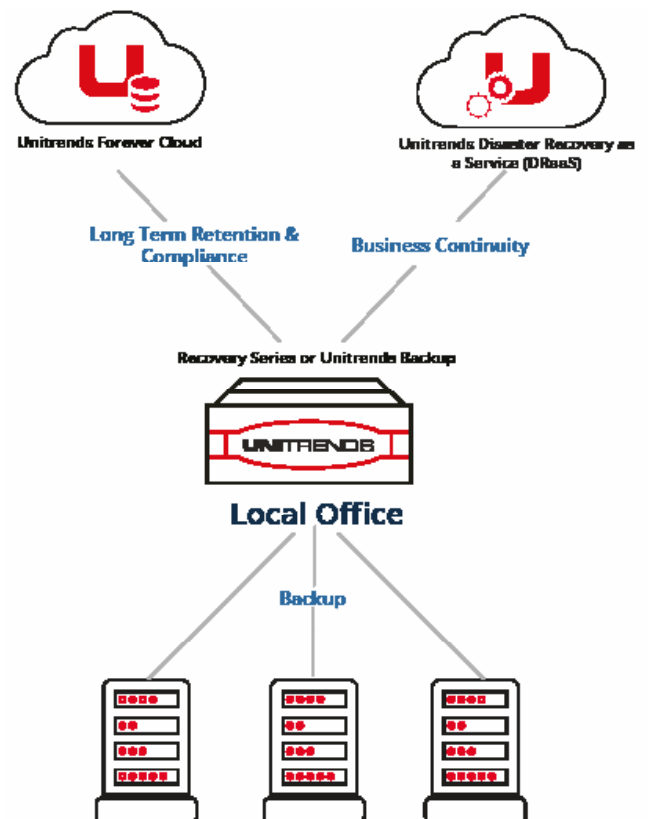 Unitrends Forever Cloud
Unitrends Disaster Recovery as
a Service (DRaaS)
Long Term Retention &
Compliance
Business Continuity
Recovery Series or Unitrends Backup
UNITRENDS
Local Office
Backup